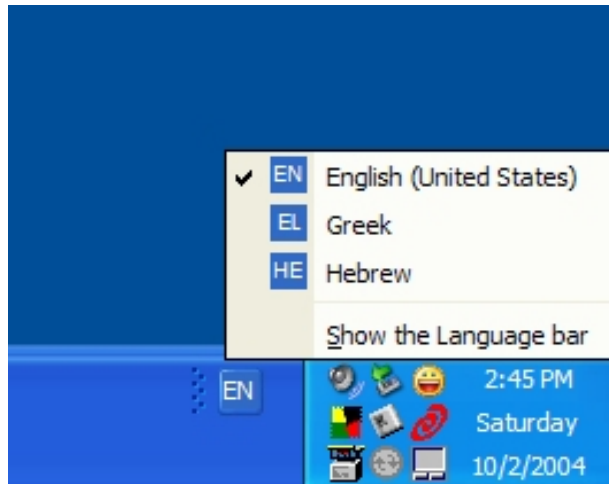 EN English (United States)
EL Greek
HE Hebrew
Show the Language bar
EN
2:45 PM
Saturday
10/2/2004